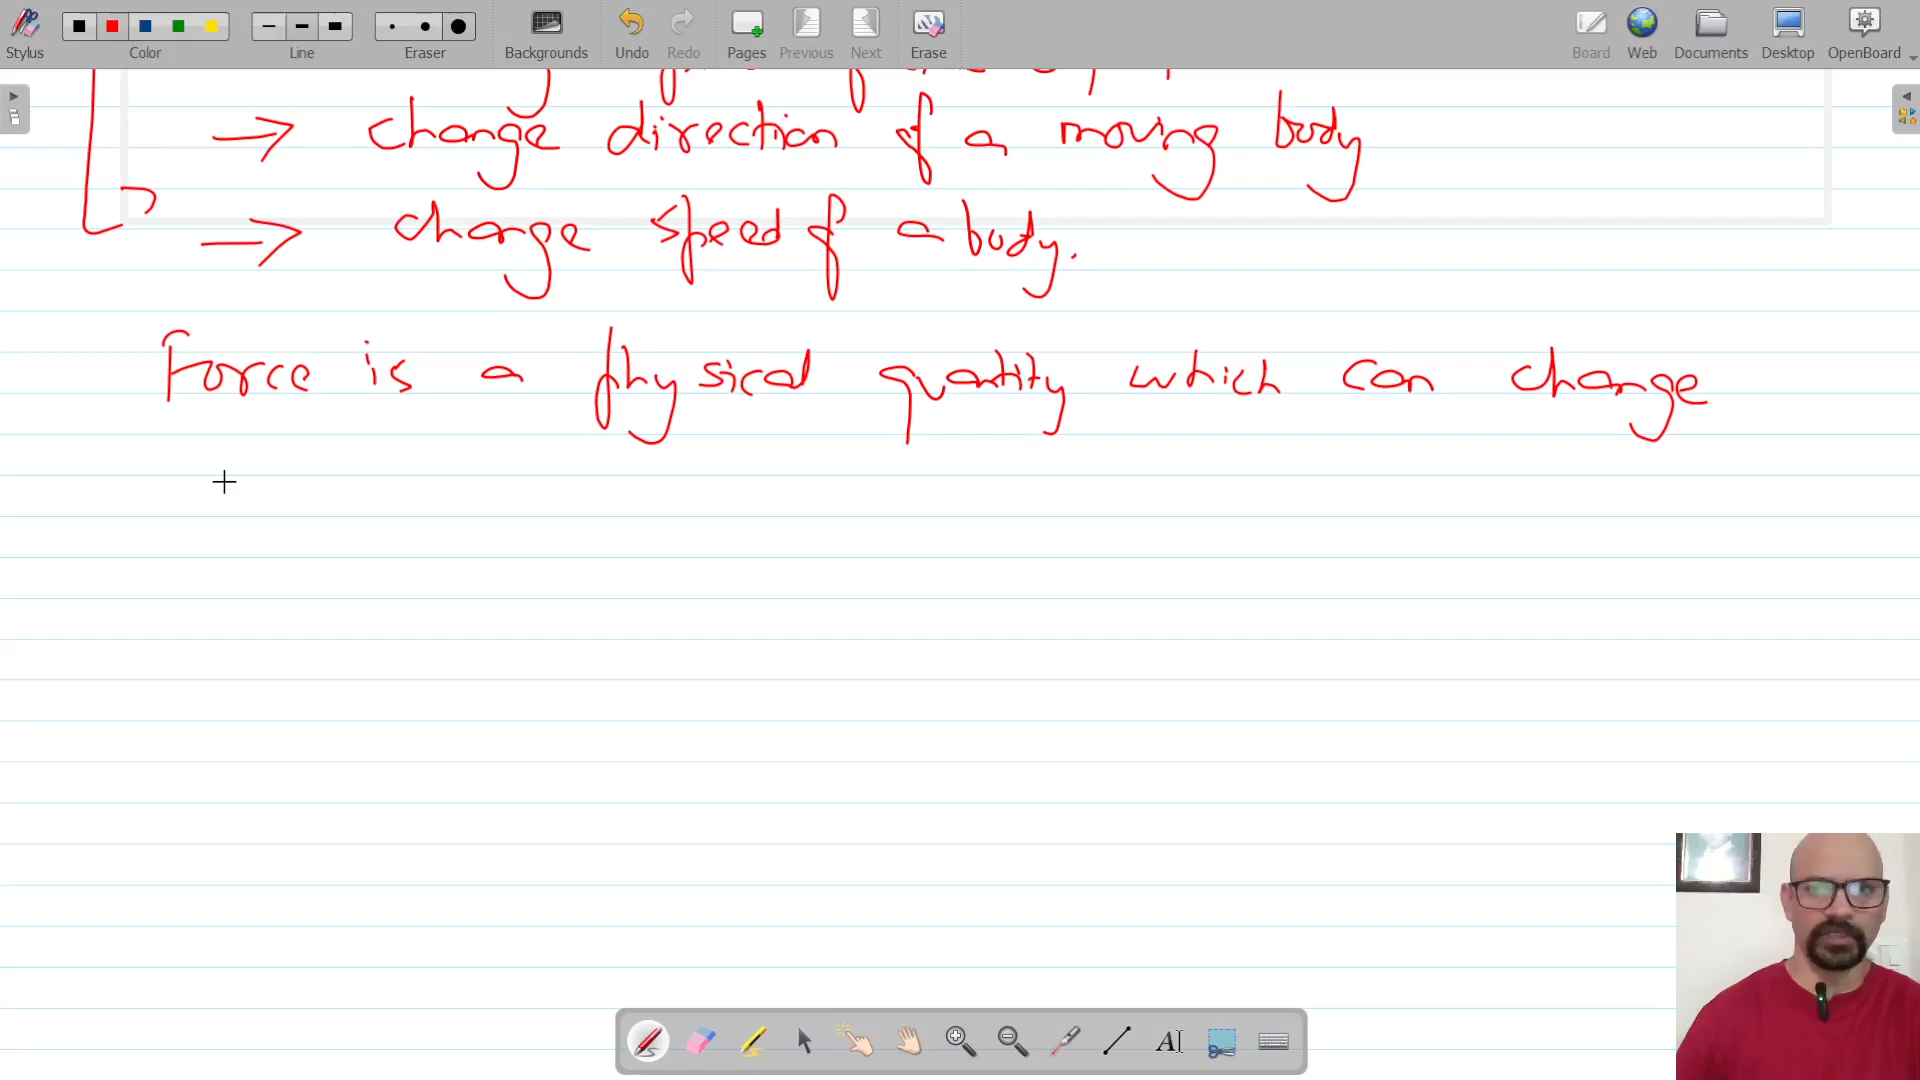 Stylus Color Line Eraser Backgrounds Undo Redo Pages Previous Next Erase Board Web Documents Desktop OpenBoard
→ change direction of a moving body
→ change speed of a body.
Force is a physical quantity which can change